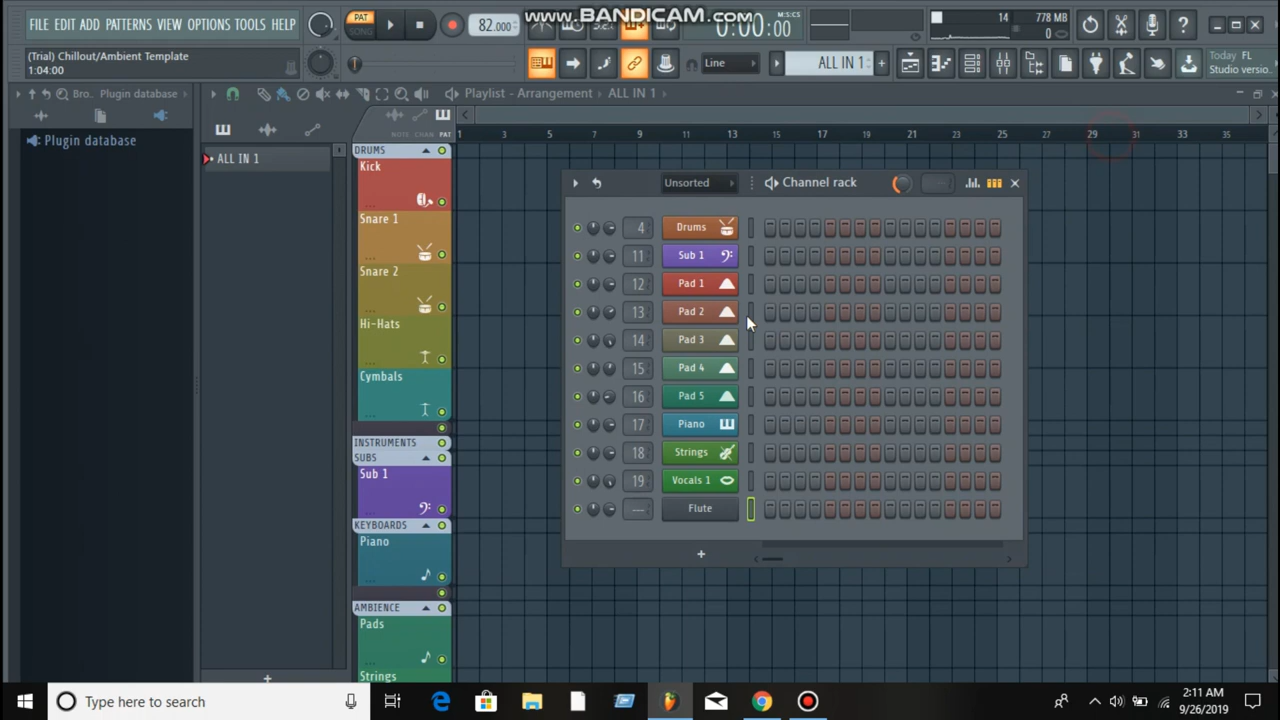 FILE EDIT ADD PATTERNS VIEW OPTIONS TOOLS HELP
PAT
SONG
82.000
www.BANDICAM.com
0:00:00
M:S:CS
14
778 MB
0
(Trial) Chillout/Ambient Template
1:04:00
Line
ALL IN 1
Today FL
Studio versio..
Bro..
Plugin database
Playlist - Arrangement
ALL IN 1
Plugin database
ALL IN 1
NOTE CHAN PAT
1 3 5 7 9 11 13 15 17 19 21 23 25 27 29 31 33 35
DRUMS
Kick
Snare 1
Snare 2
Hi-Hats
Cymbals
INSTRUMENTS
SUBS
Sub 1
KEYBOARDS
Piano
AMBIENCE
Pads
Strings
Unsorted
Channel rack
4 Drums
11 Sub 1
12 Pad 1
13 Pad 2
14 Pad 3
15 Pad 4
16 Pad 5
17 Piano
18 Strings
19 Vocals 1
--- Flute
+
Type here to search
2:11 AM
9/26/2019